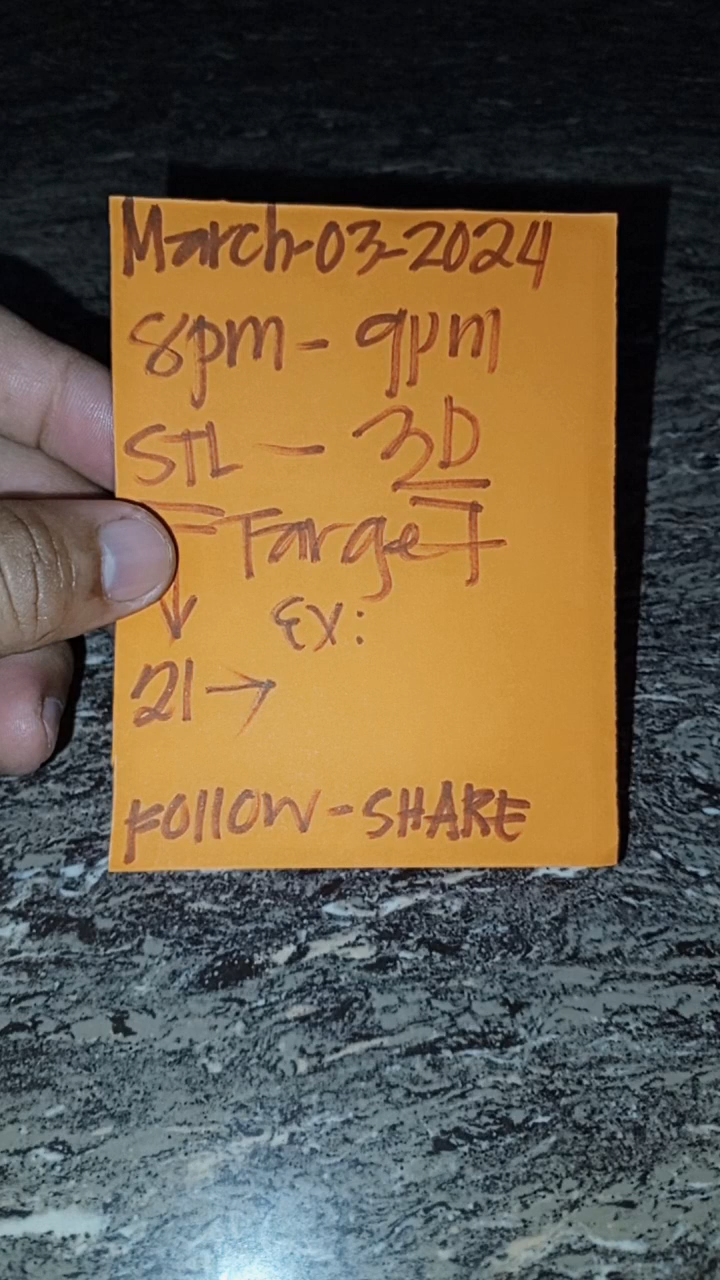 March-03-2024
8pm - 9pm
STL - 3D
Target
Ex:
21 →
Follow - SHARE